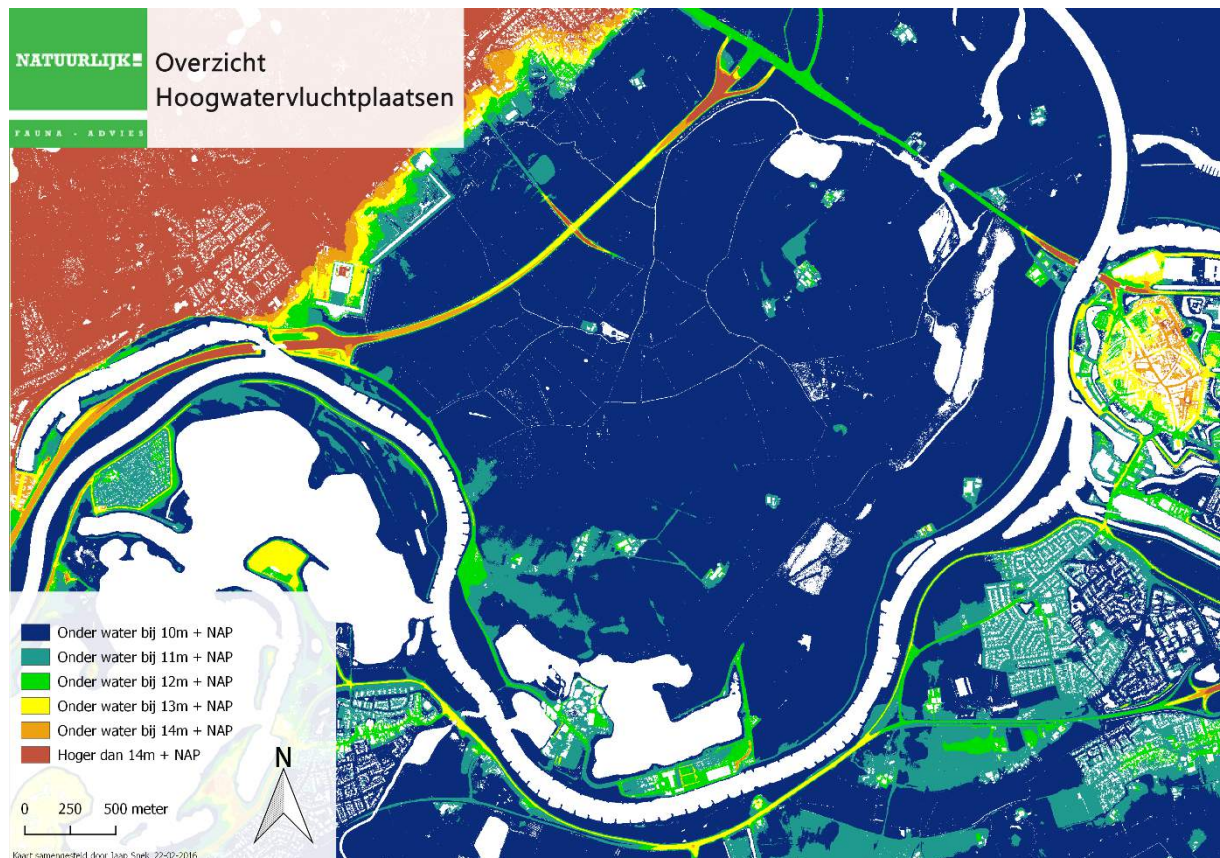 NATUURLIJK
FAUNA - ADVIES
Overzicht
Hoogwatervluchtplaatsen
Onder water bij 10m + NAP
Onder water bij 11m + NAP
Onder water bij 12m + NAP
Onder water bij 13m + NAP
Onder water bij 14m + NAP
Hoger dan 14m + NAP
N
0 250 500 meter
Kaart samengesteld door Jaap Snek, 22-02-2016